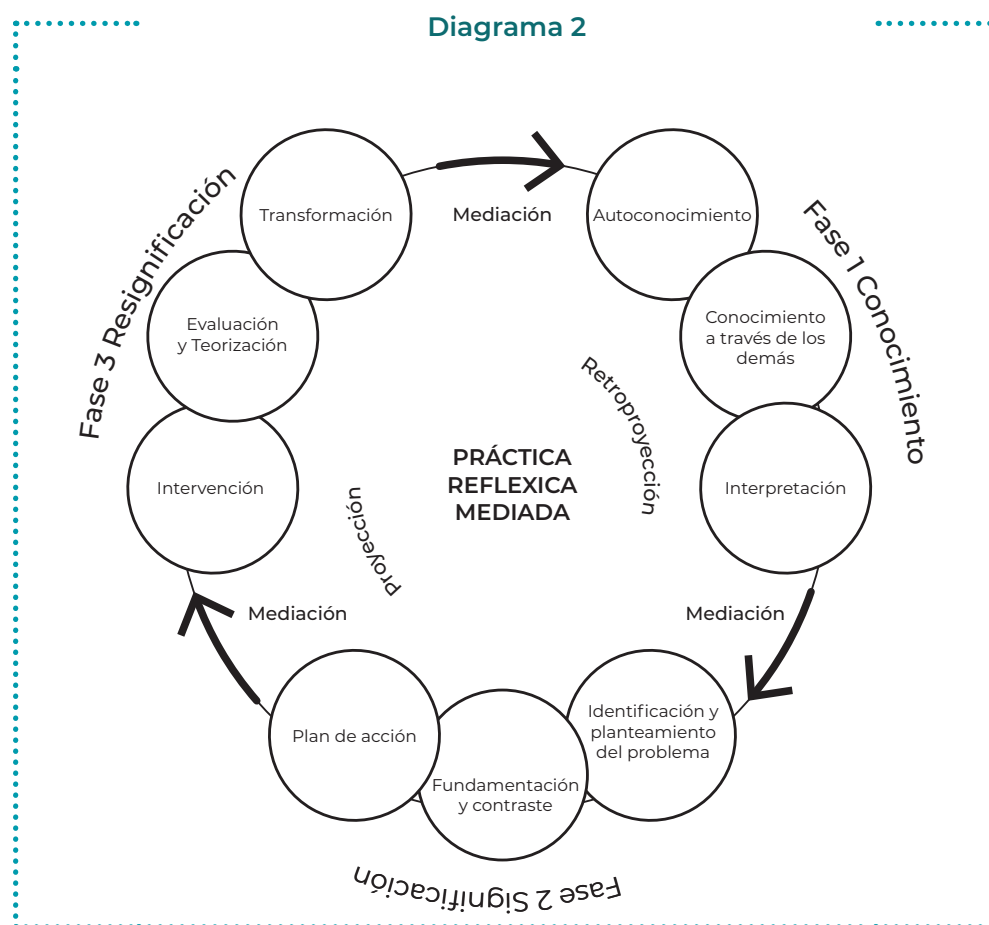 Diagrama 2
Mediación
Fase 1 Conocimiento
Autoconocimiento
Conocimiento
a través de los
demás
Interpretación
Retroproyección
Mediación
Fase 2 Significación
Identificación y
planteamiento
del problema
Fundamentación
y contraste
Plan de acción
Mediación
Proyección
Fase 3 Resignificación
Intervención
Evaluación
y Teorización
Transformación
PRÁCTICA
REFLEXICA
MEDIADA